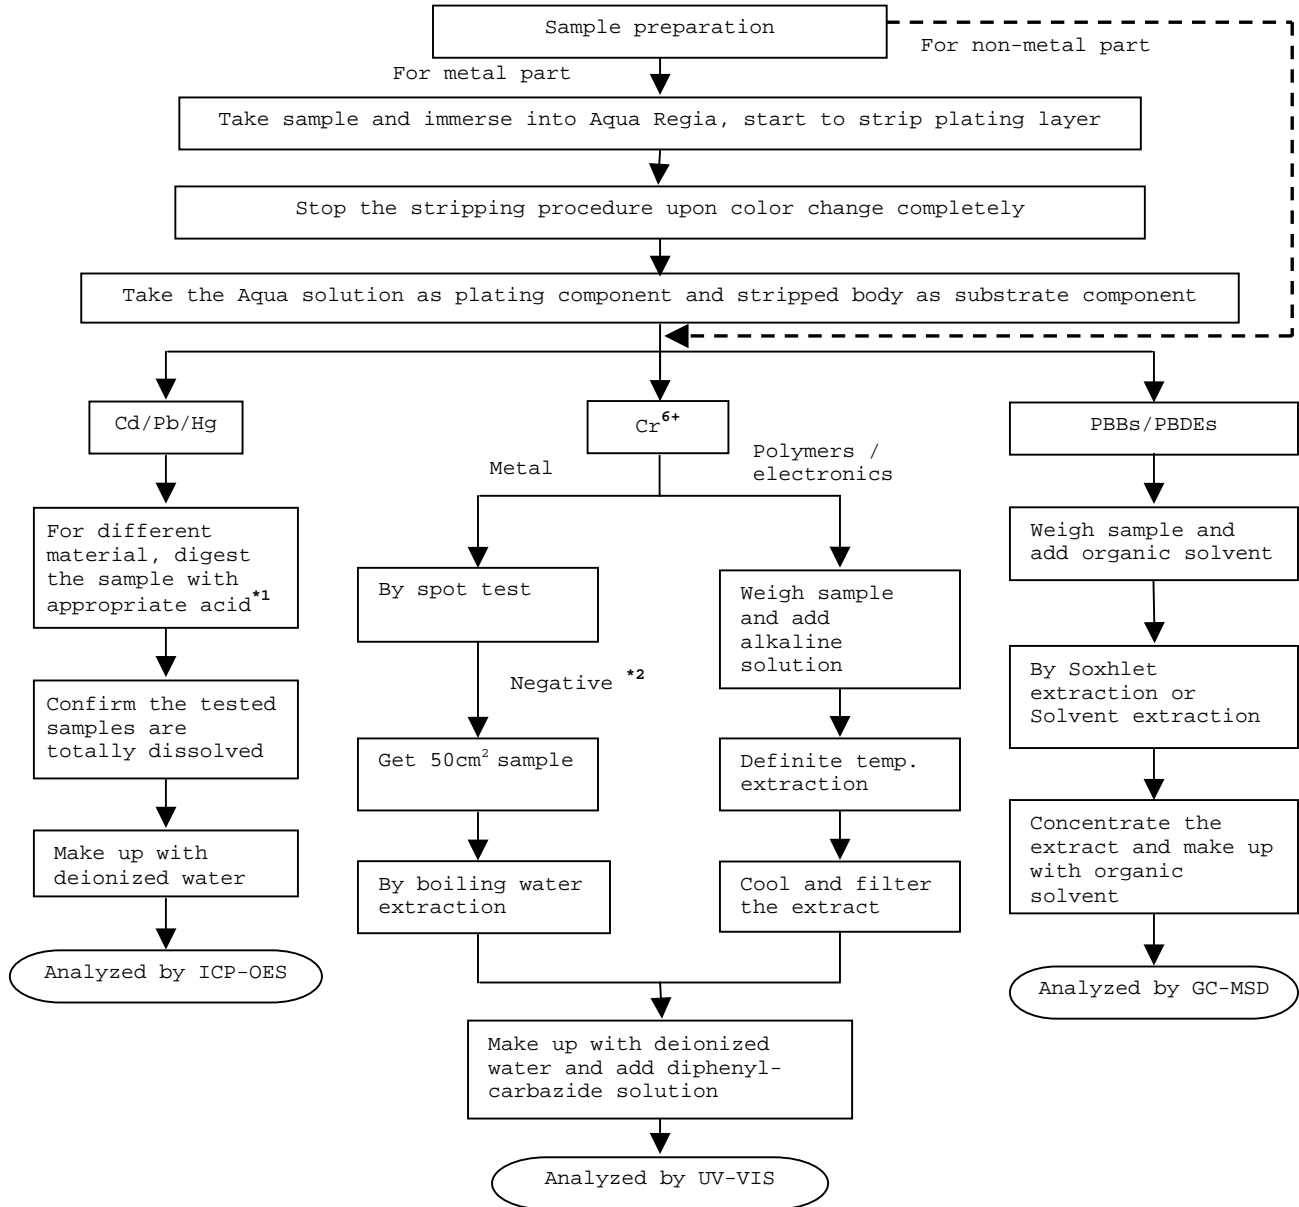 Sample preparation
For non-metal part
For metal part
Take sample and immerse into Aqua Regia, start to strip plating layer
Stop the stripping procedure upon color change completely
Take the Aqua solution as plating component and stripped body as substrate component
Cd/Pb/Hg
Cr⁶⁺
PBBs/PBDEs
Metal
Polymers /
electronics
For different
material, digest
the sample with
appropriate acid*1
Confirm the tested
samples are
totally dissolved
Make up with
deionized water
Analyzed by ICP-OES
By spot test
Negative *2
Get 50cm² sample
By boiling water
extraction
Weigh sample
and add
alkaline
solution
Definite temp.
extraction
Cool and filter
the extract
Make up with deionized
water and add diphenyl-
carbazide solution
Analyzed by UV-VIS
Weigh sample and
add organic solvent
By Soxhlet
extraction or
Solvent extraction
Concentrate the
extract and make up
with organic
solvent
Analyzed by GC-MSD